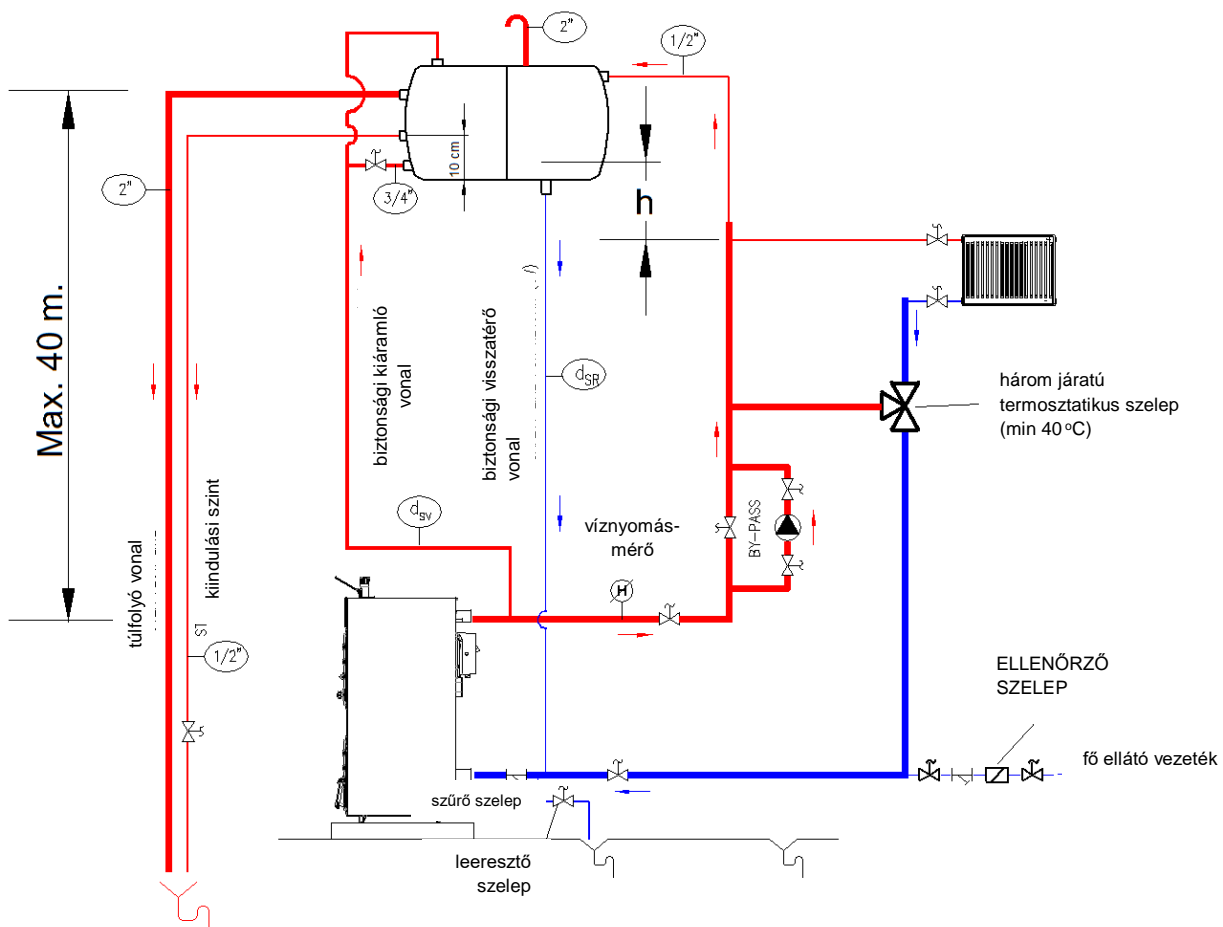 2"
1/2"
10 cm
3/4"
2"
h
Max. 40 m.
biztonsági kiáramló
vonal
biztonsági visszatérő
vonal
dSR
három járatú
termosztatikus szelep
(min 40 ºC)
dSV
víznyomás-
mérő
BY-PASS
kiindulási szint
túlfolyó vonal
H
1/2"
ELLENŐRZŐ
SZELEP
fő ellátó vezeték
szűrő szelep
leeresztő
szelep